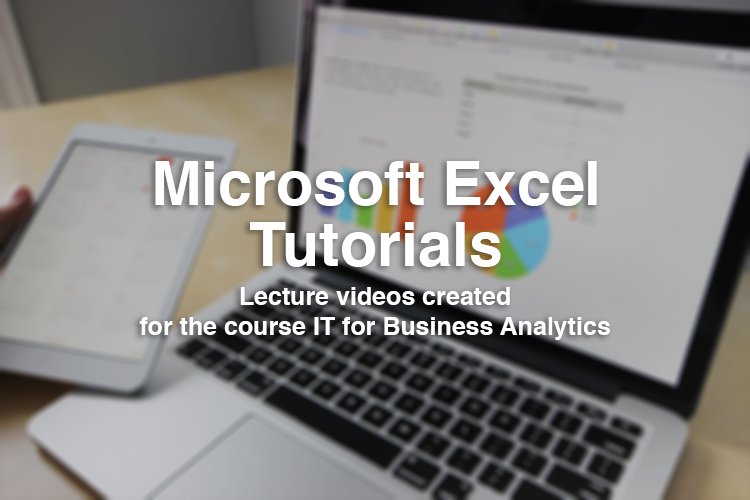 Microsoft Excel
Tutorials
Lecture videos created
for the course IT for Business Analytics